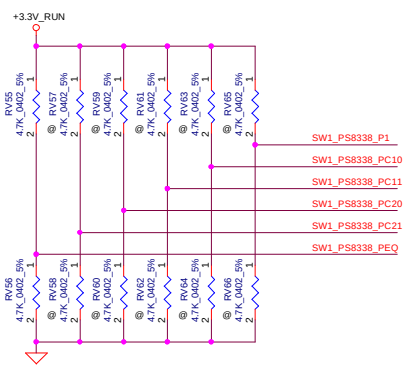 +3.3V_RUN
RV55
4.7K_0402_5%
1
2
RV57
4.7K_0402_5%
@
1
2
RV59
4.7K_0402_5%
@
1
2
RV61
4.7K_0402_5%
@
1
2
RV63
4.7K_0402_5%
@
1
2
RV65
4.7K_0402_5%
@
1
2
SW1_PS8338_P1
SW1_PS8338_PC10
SW1_PS8338_PC11
SW1_PS8338_PC20
SW1_PS8338_PC21
SW1_PS8338_PEQ
RV56
4.7K_0402_5%
1
2
RV58
4.7K_0402_5%
@
1
2
RV60
4.7K_0402_5%
@
1
2
RV62
4.7K_0402_5%
@
1
2
RV64
4.7K_0402_5%
@
1
2
RV66
4.7K_0402_5%
@
1
2